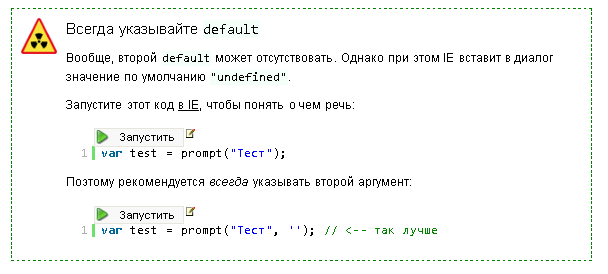 Всегда указывайте default
Вообще, второй default может отсутствовать. Однако при этом IE вставит в диалог
значение по умолчанию "undefined".
Запустите этот код в IE, чтобы понять о чем речь:
Запустить
1 var test = prompt("Тест");
Поэтому рекомендуется всегда указывать второй аргумент:
Запустить
1 var test = prompt("Тест", ''); // <-- так лучше